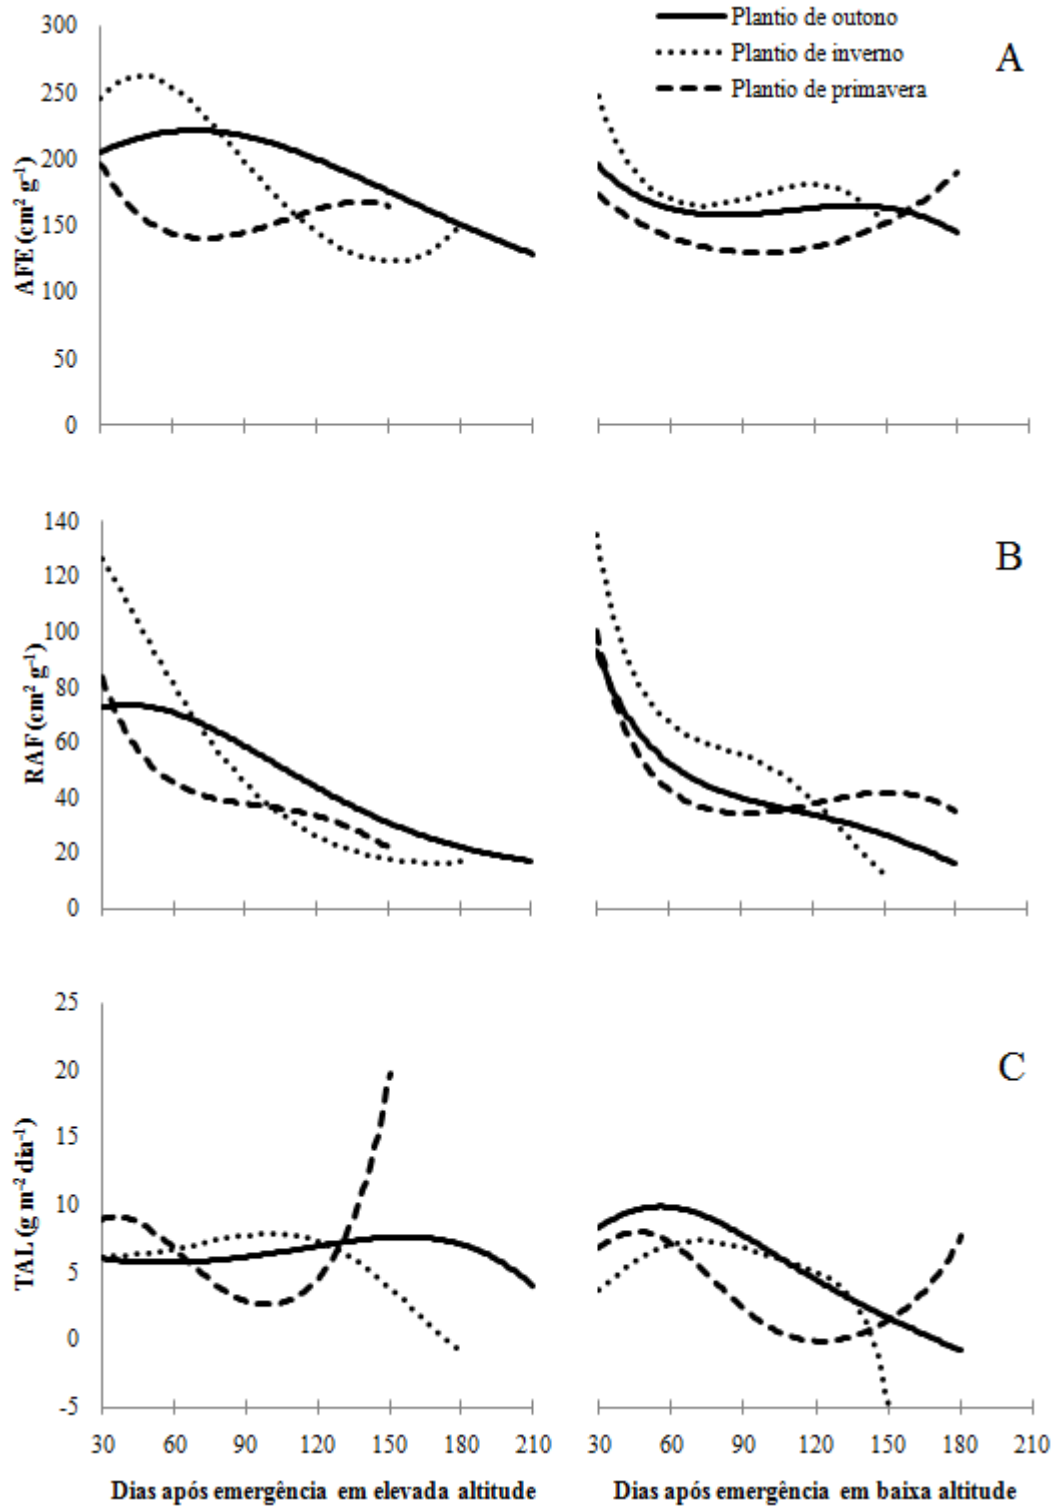 Plantio de outono
Plantio de inverno
Plantio de primavera
A
AFE (cm² g⁻¹)
300
250
200
150
100
50
0
B
RAF (cm² g⁻¹)
140
120
100
80
60
40
20
0
C
TAL (g m⁻² dia⁻¹)
25
20
15
10
5
0
-5
30 60 90 120 150 180 210
30 60 90 120 150 180 210
Dias após emergência em elevada altitude
Dias após emergência em baixa altitude